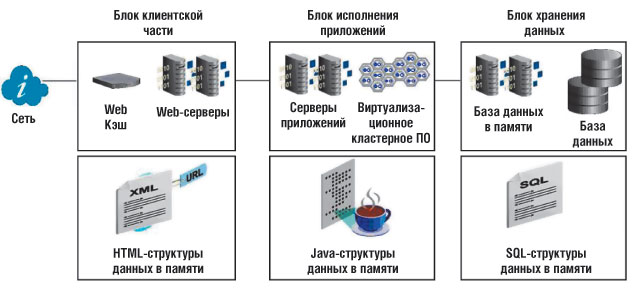 Блок клиентской
части
Блок исполнения
приложений
Блок хранения
данных
i
Сеть
Web
Кэш
Web-серверы
Серверы
приложений
Виртуализа-
ционное
кластерное ПО
База данных
в памяти
База
данных
XML
URL
HTML-структуры
данных в памяти
Java-структуры
данных в памяти
SQL
SQL-структуры
данных в памяти